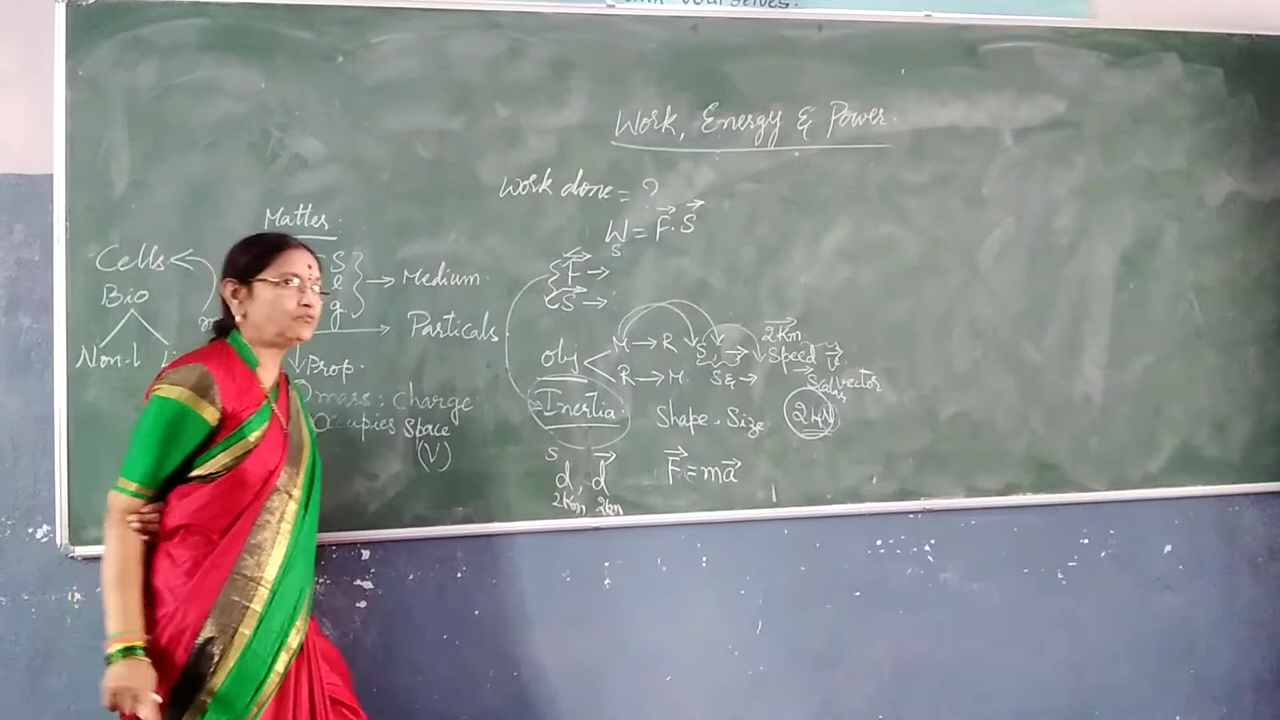 Work, Energy & Power.
Work done = ?
W = F. S
S
F →
S →
Matter.
Cells
S
l
g.
→ Medium.
Bio
→ Particals
Non.l
Prop.
mass, Charge
Occupies Space
(V)
obj
M → R
R → M
S
2km
Speed v
S & →
Scalar
vector
Inertia.
Shape, Size
S
d, d
2km 2km
F = ma